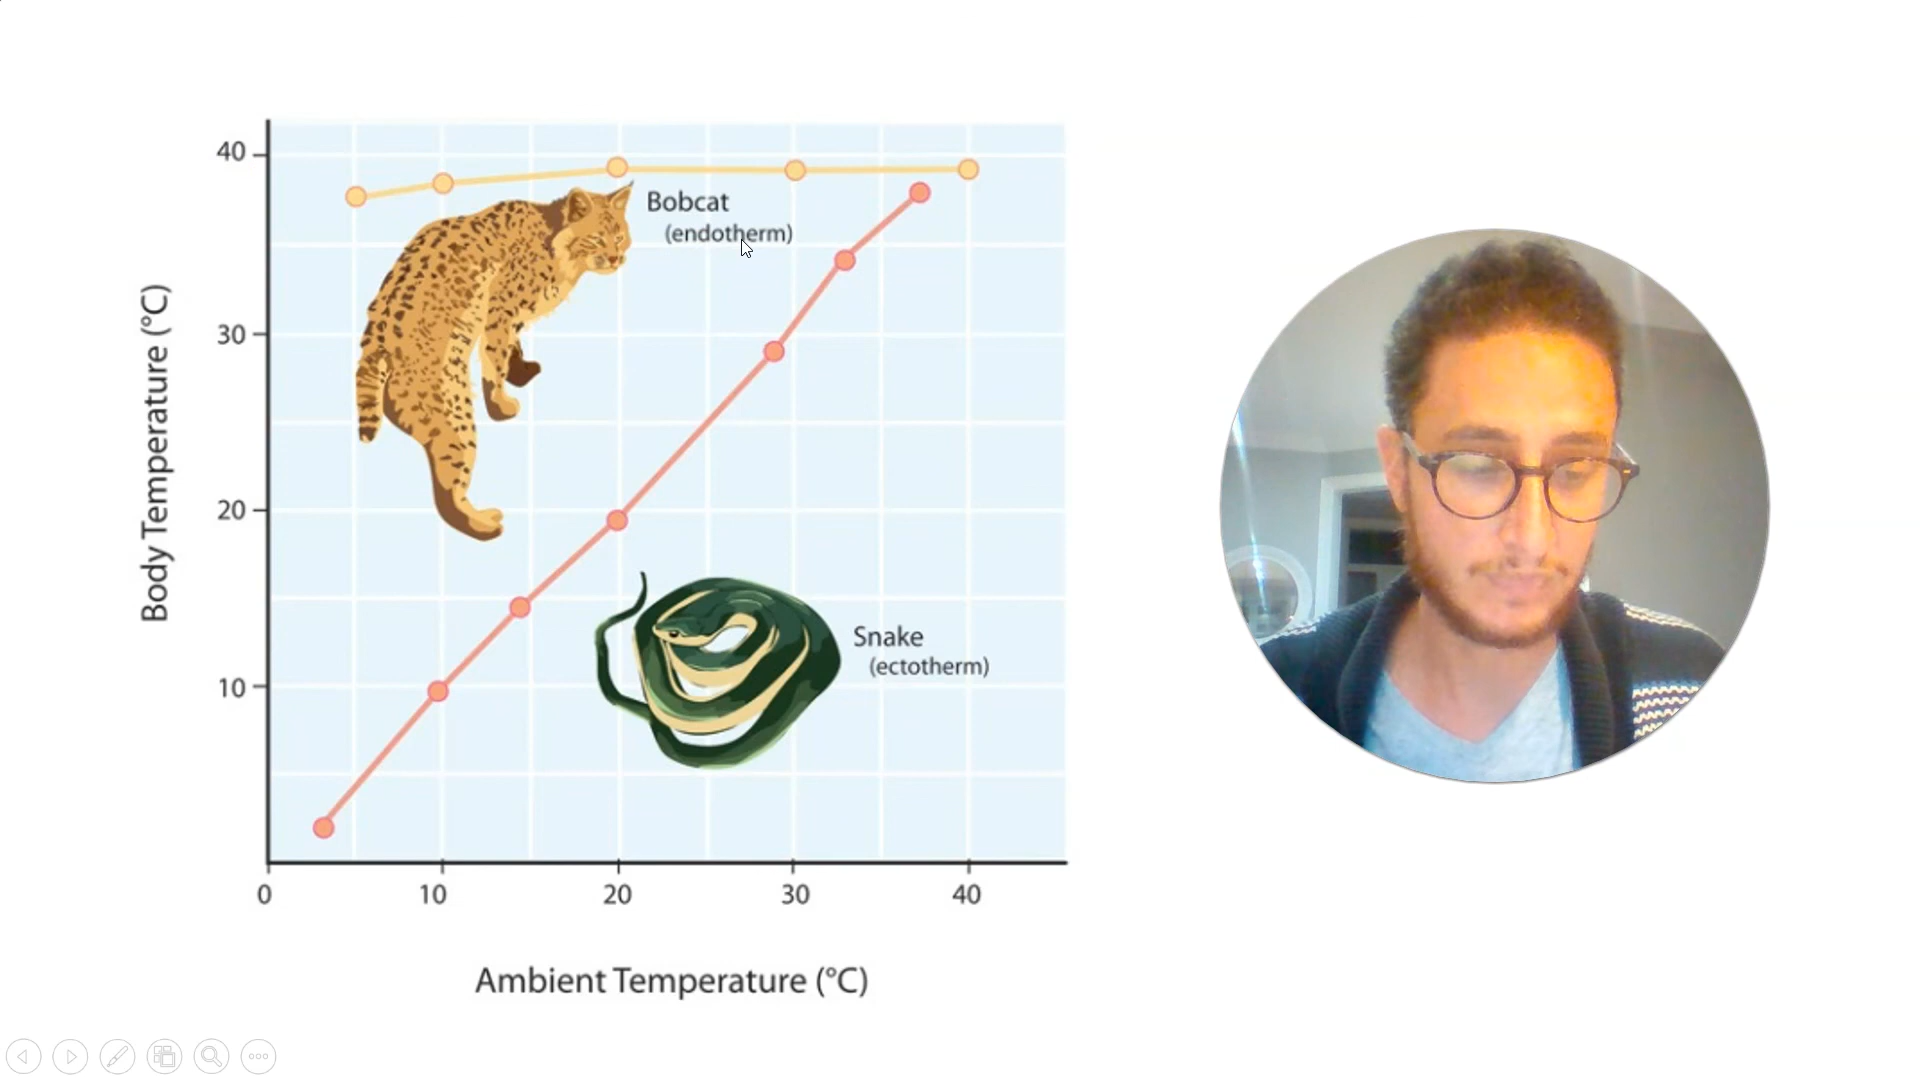 40
30
20
10
Body Temperature (°C)
Bobcat
(endotherm)
Snake
(ectotherm)
0 10 20 30 40
Ambient Temperature (°C)